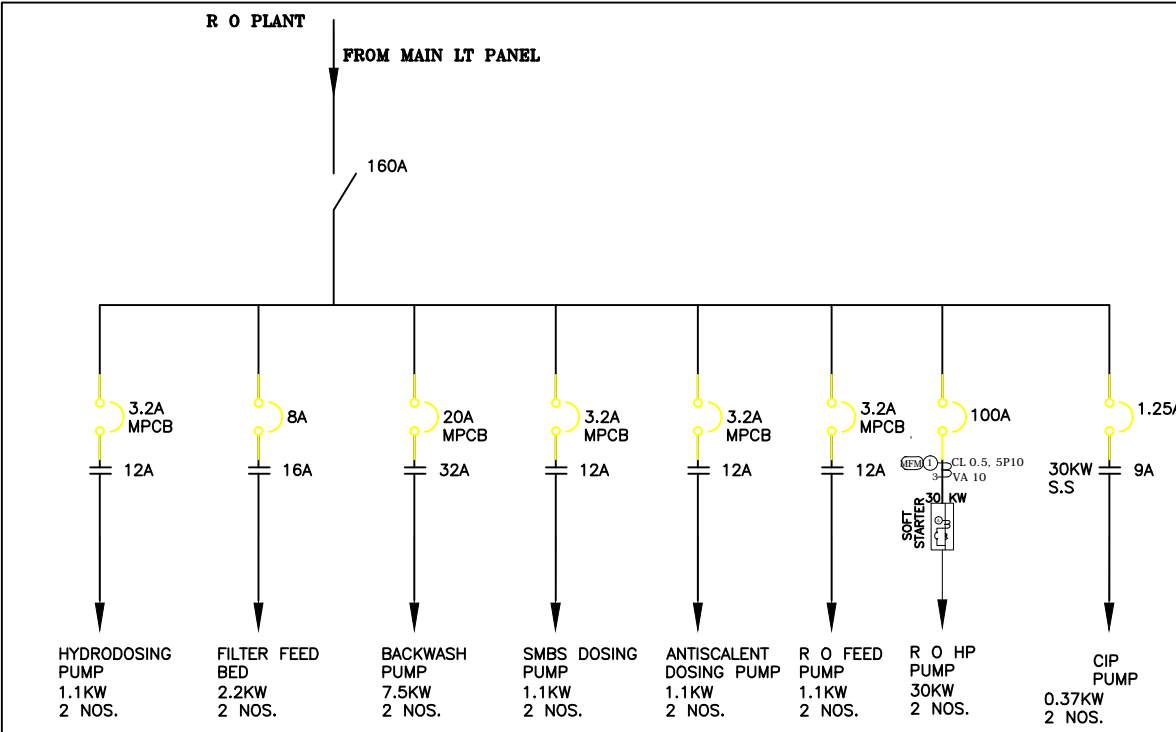 R O PLANT
FROM MAIN LT PANEL
160A
3.2A
MPCB
12A
8A
16A
20A
MPCB
32A
3.2A
MPCB
12A
3.2A
MPCB
12A
3.2A
MPCB
12A
100A
MFM 1 CL 0.5, 5P10
3 VA 10
30 KW
SOFT
STARTER
1.25A
30KW
S.S
9A
HYDRODOSING
PUMP
1.1KW
2 NOS.
FILTER FEED
BED
2.2KW
2 NOS.
BACKWASH
PUMP
7.5KW
2 NOS.
SMBS DOSING
PUMP
1.1KW
2 NOS.
ANTISCALENT
DOSING PUMP
1.1KW
2 NOS.
R O FEED
PUMP
1.1KW
2 NOS.
R O HP
PUMP
30KW
2 NOS.
CIP
PUMP
0.37KW
2 NOS.